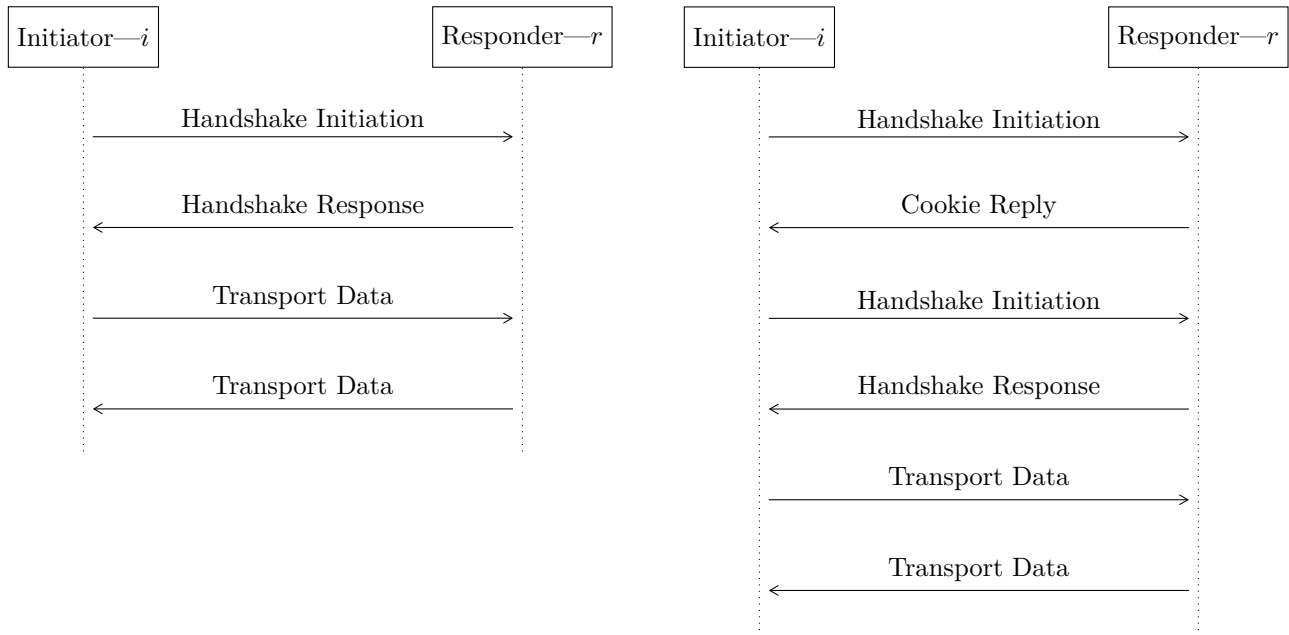 Initiator—i
Responder—r
Handshake Initiation
Handshake Response
Transport Data
Transport Data
Initiator—i
Responder—r
Handshake Initiation
Cookie Reply
Handshake Initiation
Handshake Response
Transport Data
Transport Data